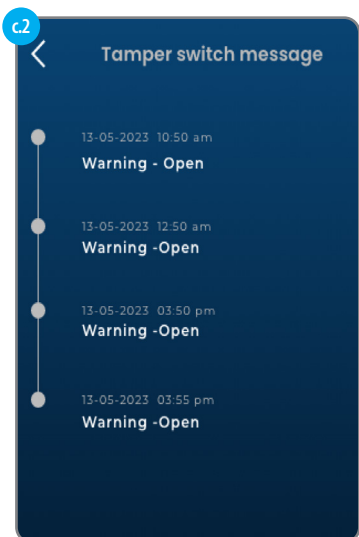 c.2
Tamper switch message
13-05-2023 10:50 am
Warning - Open
13-05-2023 12:50 am
Warning -Open
13-05-2023 03:50 pm
Warning -Open
13-05-2023 03:55 pm
Warning -Open